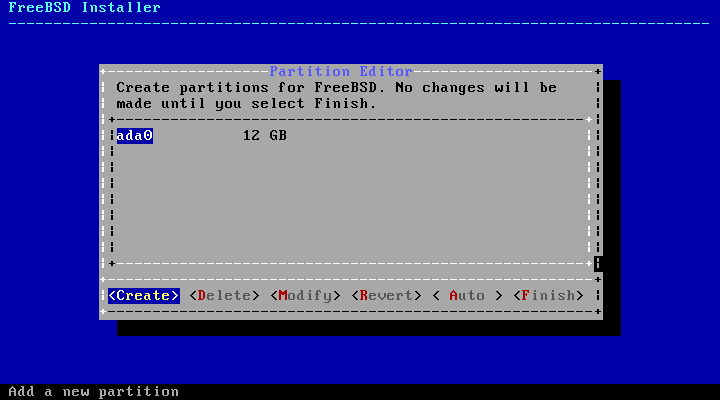 FreeBSD Installer
Partition Editor
Create partitions for FreeBSD. No changes will be
made until you select Finish.
ada0 12 GB
<Create> <Delete> <Modify> <Revert> < Auto > <Finish>
Add a new partition